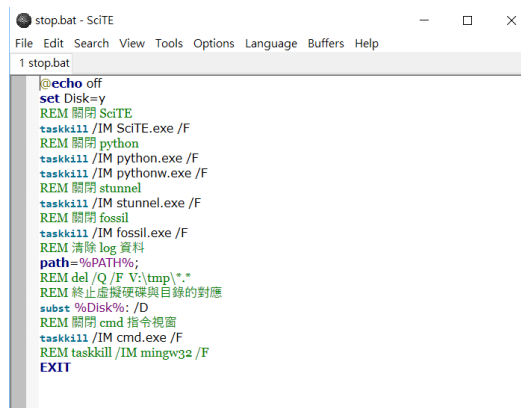 stop.bat - SciTE
File Edit Search View Tools Options Language Buffers Help
1 stop.bat
@echo off
set Disk=y
REM 關閉 SciTE
taskkill /IM SciTE.exe /F
REM 關閉 python
taskkill /IM python.exe /F
taskkill /IM pythonw.exe /F
REM 關閉 stunnel
taskkill /IM stunnel.exe /F
REM 關閉 fossil
taskkill /IM fossil.exe /F
REM 清除 log 資料
path=%PATH%;
REM del /Q /F V:\tmp\*.*
REM 終止虛擬硬碟與目錄的對應
subst %Disk%: /D
REM 關閉 cmd 指令視窗
taskkill /IM cmd.exe /F
REM taskkill /IM mingw32 /F
EXIT